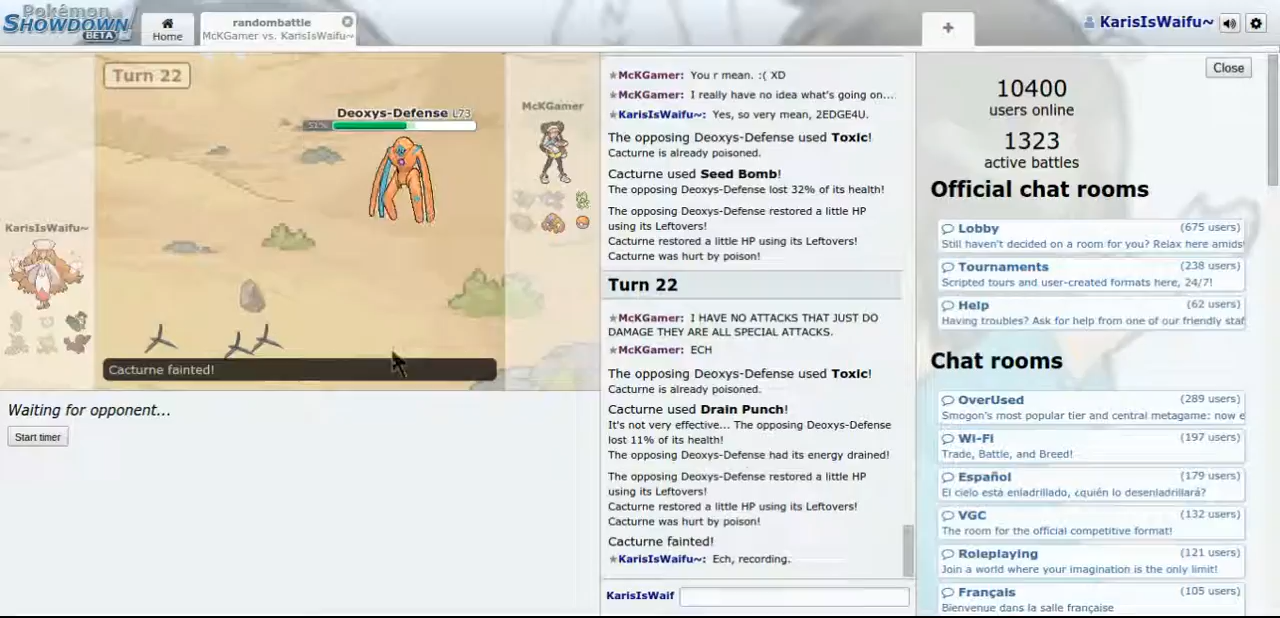 Pokémon
SHOWDOWN
BETA
Home
randombattle
McKGamer vs. KarisIsWaifu~
+
KarisIsWaifu~
Turn 22
Deoxys-Defense L73
51%
McKGamer
KarisIsWaifu~
Cacturne fainted!
Waiting for opponent...
Start timer
★McKGamer: You r mean. :( XD
★McKGamer: I really have no idea what's going on...
★KarisIsWaifu~: Yes, so very mean, 2EDGE4U.
The opposing Deoxys-Defense used Toxic!
Cacturne is already poisoned.
Cacturne used Seed Bomb!
The opposing Deoxys-Defense lost 32% of its health!
The opposing Deoxys-Defense restored a little HP
using its Leftovers!
Cacturne restored a little HP using its Leftovers!
Cacturne was hurt by poison!
Turn 22
★McKGamer: I HAVE NO ATTACKS THAT JUST DO
DAMAGE THEY ARE ALL SPECIAL ATTACKS.
★McKGamer: ECH
The opposing Deoxys-Defense used Toxic!
Cacturne is already poisoned.
Cacturne used Drain Punch!
It's not very effective... The opposing Deoxys-Defense
lost 11% of its health!
The opposing Deoxys-Defense had its energy drained!
The opposing Deoxys-Defense restored a little HP
using its Leftovers!
Cacturne restored a little HP using its Leftovers!
Cacturne was hurt by poison!
Cacturne fainted!
★KarisIsWaifu~: Ech, recording.
KarisIsWaif
Close
10400
users online
1323
active battles
Official chat rooms
Lobby (675 users)
Still haven't decided on a room for you? Relax here amids
Tournaments (238 users)
Scripted tours and user-created formats here, 24/7!
Help (62 users)
Having troubles? Ask for help from one of our friendly staf
Chat rooms
OverUsed (289 users)
Smogon's most popular tier and central metagame: now e
Wi-Fi (197 users)
Trade, Battle, and Breed!
Español (179 users)
El cielo está enladrillado, ¿quién lo desenladrillará?
VGC (132 users)
The room for the official competitive format!
Roleplaying (121 users)
Join a world where your imagination is the only limit!
Français (105 users)
Bienvenue dans la salle française